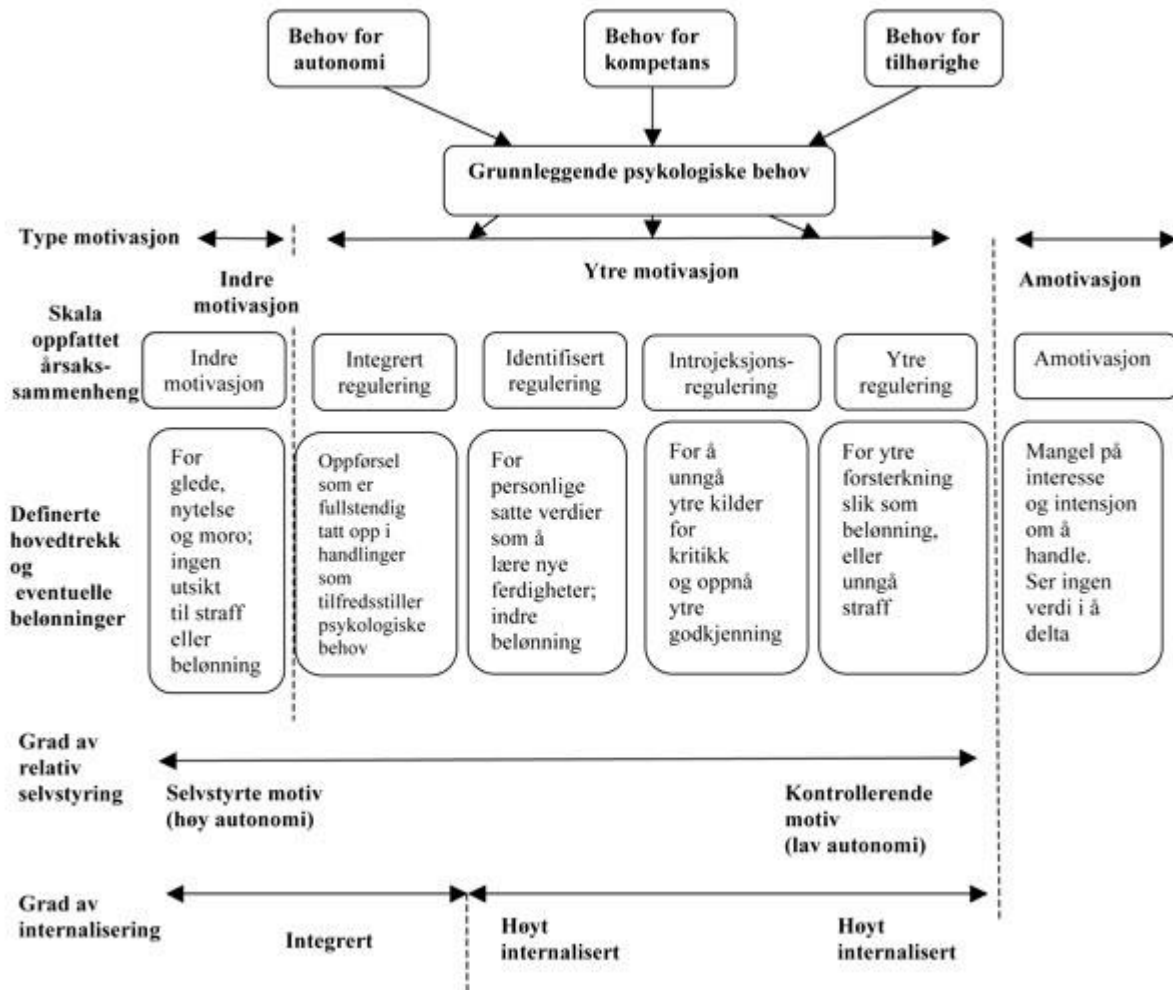 Behov for
autonomi
Behov for
kompetans
Behov for
tilhørighe
Grunnleggende psykologiske behov
Type motivasjon
Indre
motivasjon
Ytre motivasjon
Amotivasjon
Skala
oppfattet
årsaks-
sammenheng
Indre
motivasjon
Integrert
regulering
Identifisert
regulering
Introjeksjons-
regulering
Ytre
regulering
Amotivasjon
Definerte
hovedtrekk
og
eventuelle
belønninger
For
glede,
nytelse
og moro;
ingen
utsikt
til straff
eller
belønning
Oppførsel
som er
fullstendig
tatt opp i
handlinger
som
tilfredsstiller
psykologiske
behov
For
personlige
satte verdier
som å
lære nye
ferdigheter;
indre
belønning
For å
unngå
ytre kilder
for
kritikk
og oppnå
ytre
godkjenning
For ytre
forsterkning
slik som
belønning,
eller
unngå
straff
Mangel på
interesse
og intensjon
om å
handle.
Ser ingen
verdi i å
delta
Grad av
relativ
selvstyring
Selvstyrte motiv
(høy autonomi)
Kontrollerende
motiv
(lav autonomi)
Grad av
internalisering
Integrert
Høyt
internalisert
Høyt
internalisert